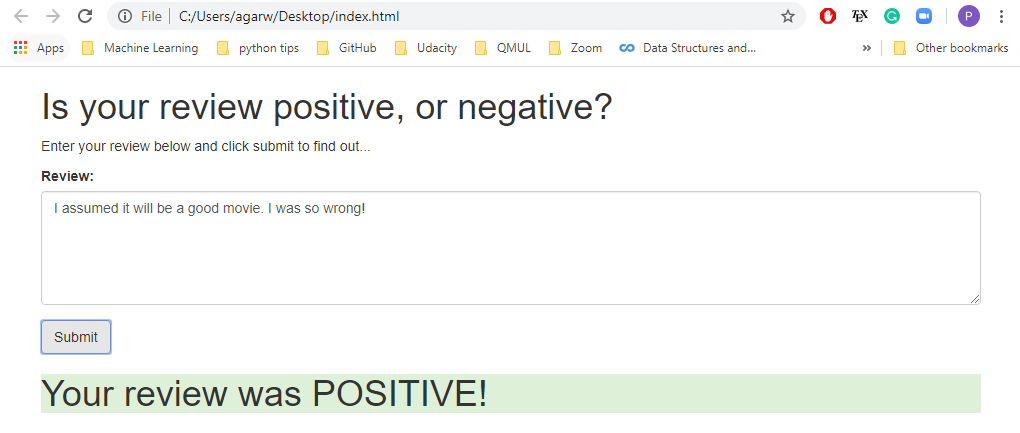 File | C:/Users/agarw/Desktop/index.html P
Apps Machine Learning python tips GitHub Udacity QMUL Zoom Data Structures and... » Other bookmarks
Is your review positive, or negative?
Enter your review below and click submit to find out...
Review:
I assumed it will be a good movie. I was so wrong!
Submit
Your review was POSITIVE!